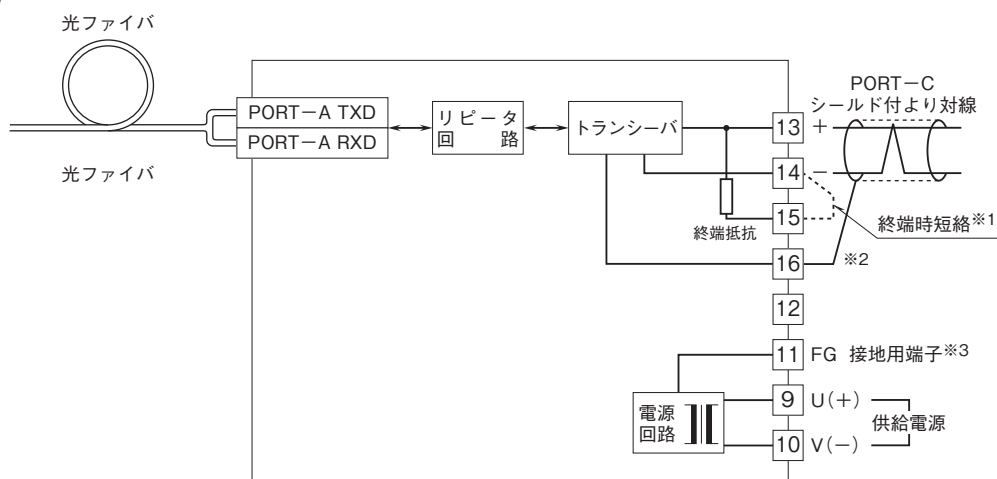 光ファイバ
光ファイバ
PORT－A TXD
PORT－A RXD
リピータ
回　路
トランシーバ
終端抵抗
PORT－C
シールド付より対線
13 ＋
14 －
15
終端時短絡※1
16
※2
12
11 FG 接地用端子※3
電源
回路
9 U(＋)
供給電源
10 V(－)